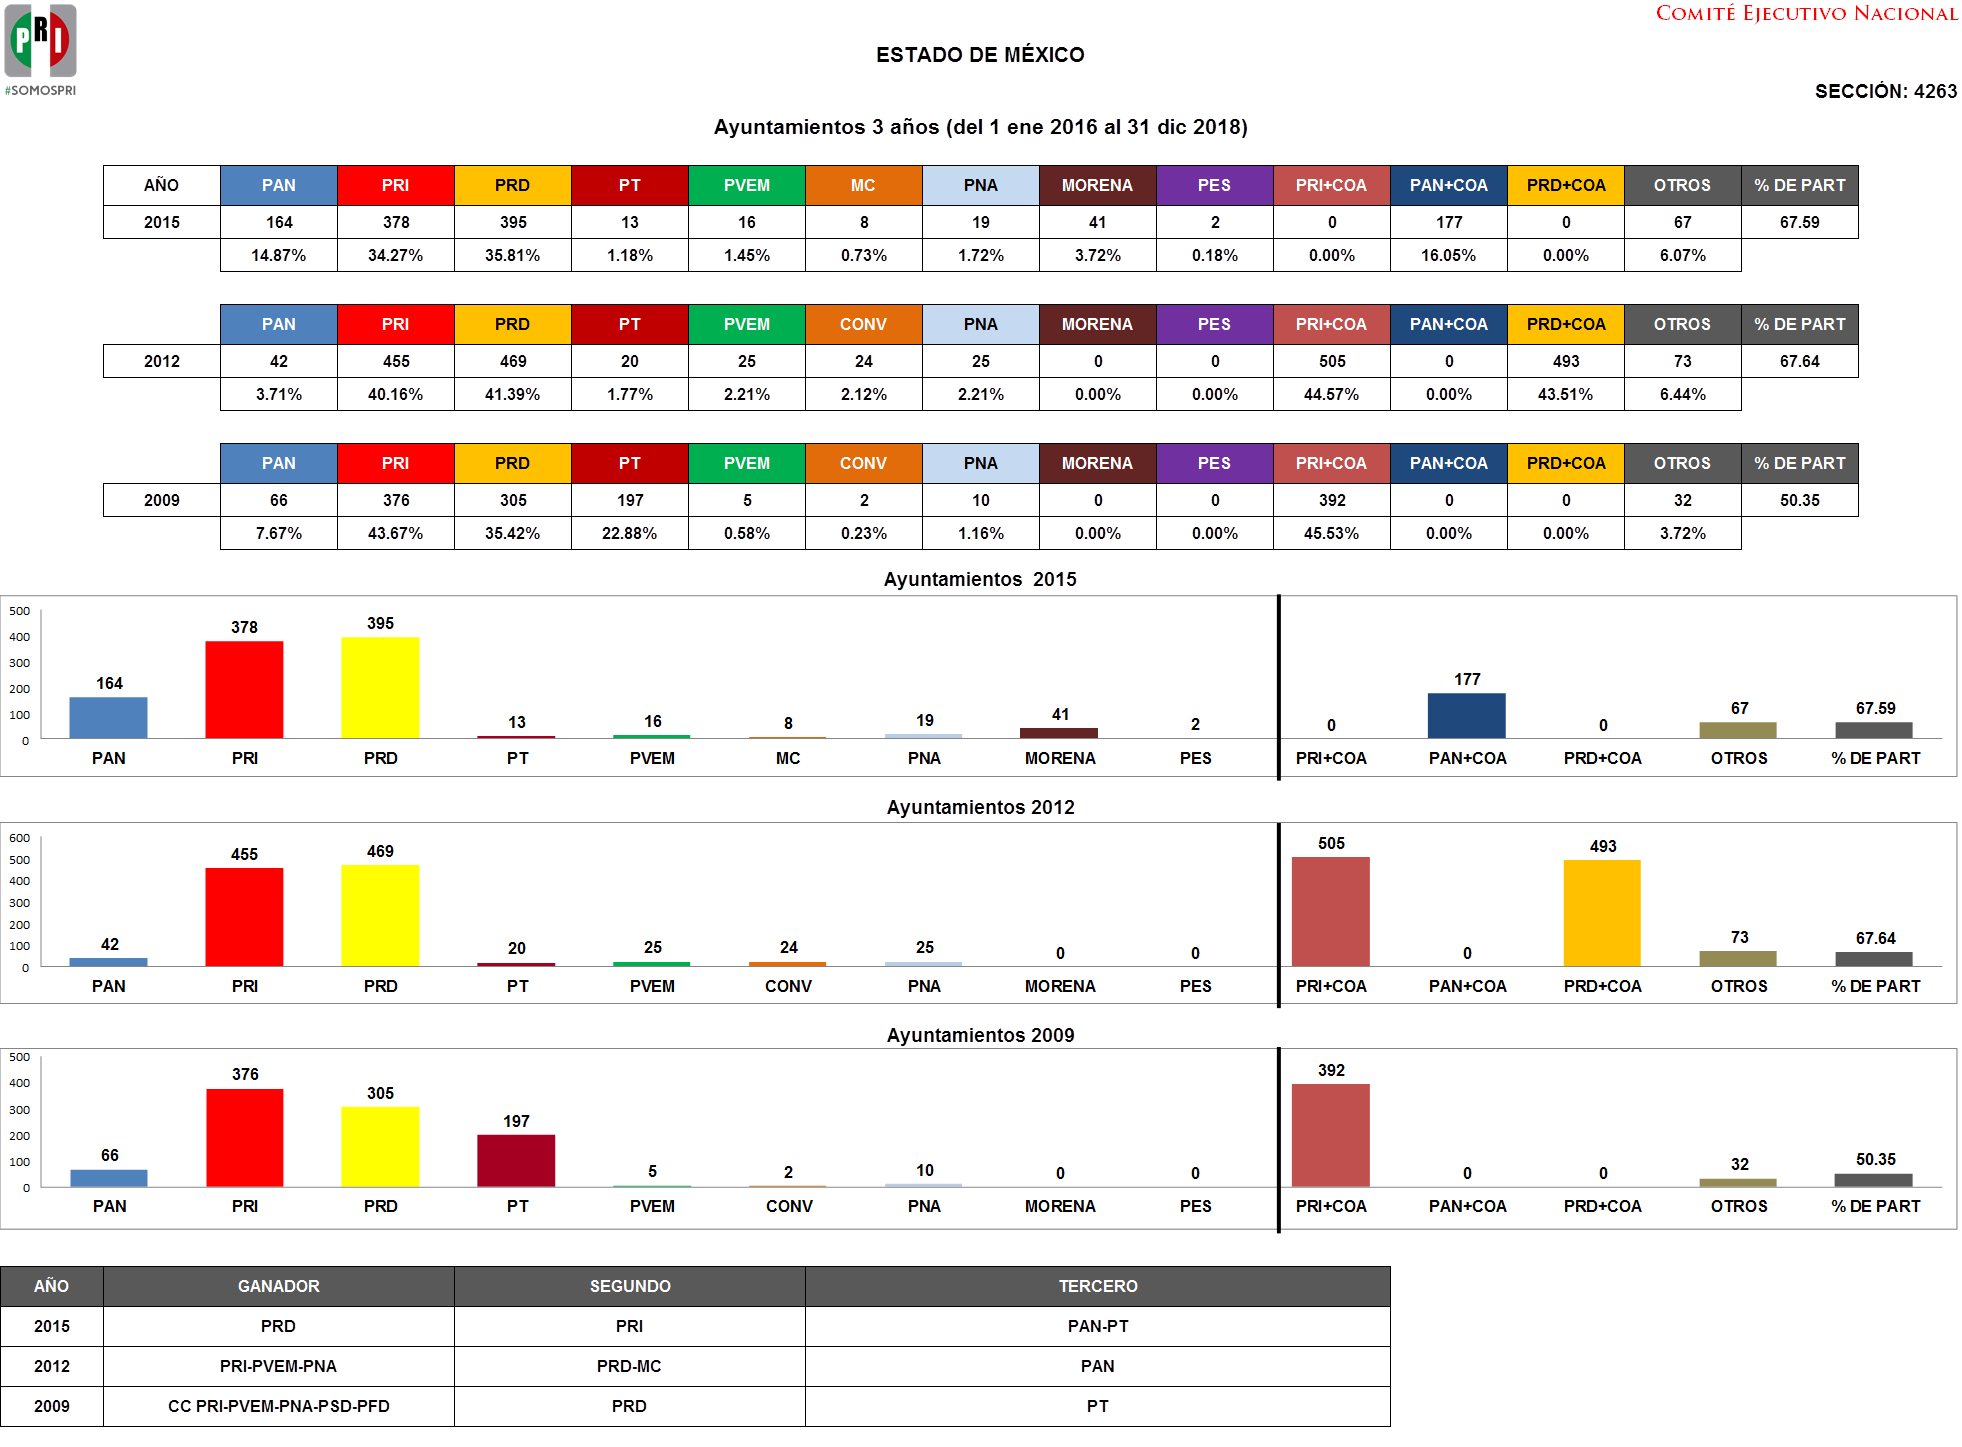 PRI
#SOMOSPRI
COMITÉ EJECUTIVO NACIONAL
ESTADO DE MÉXICO
SECCIÓN: 4263
Ayuntamientos 3 años (del 1 ene 2016 al 31 dic 2018)
AÑO PAN PRI PRD PT PVEM MC PNA MORENA PES PRI+COA PAN+COA PRD+COA OTROS % DE PART
2015 164 378 395 13 16 8 19 41 2 0 177 0 67 67.59
14.87% 34.27% 35.81% 1.18% 1.45% 0.73% 1.72% 3.72% 0.18% 0.00% 16.05% 0.00% 6.07%
PAN PRI PRD PT PVEM CONV PNA MORENA PES PRI+COA PAN+COA PRD+COA OTROS % DE PART
2012 42 455 469 20 25 24 25 0 0 505 0 493 73 67.64
3.71% 40.16% 41.39% 1.77% 2.21% 2.12% 2.21% 0.00% 0.00% 44.57% 0.00% 43.51% 6.44%
PAN PRI PRD PT PVEM CONV PNA MORENA PES PRI+COA PAN+COA PRD+COA OTROS % DE PART
2009 66 376 305 197 5 2 10 0 0 392 0 0 32 50.35
7.67% 43.67% 35.42% 22.88% 0.58% 0.23% 1.16% 0.00% 0.00% 45.53% 0.00% 0.00% 3.72%
Ayuntamientos 2015
500
400
300
200
100
0
164 378 395 13 16 8 19 41 2 0 177 0 67 67.59
PAN PRI PRD PT PVEM MC PNA MORENA PES PRI+COA PAN+COA PRD+COA OTROS % DE PART
Ayuntamientos 2012
600
500
400
300
200
100
0
42 455 469 20 25 24 25 0 0 505 0 493 73 67.64
PAN PRI PRD PT PVEM CONV PNA MORENA PES PRI+COA PAN+COA PRD+COA OTROS % DE PART
Ayuntamientos 2009
500
400
300
200
100
0
66 376 305 197 5 2 10 0 0 392 0 0 32 50.35
PAN PRI PRD PT PVEM CONV PNA MORENA PES PRI+COA PAN+COA PRD+COA OTROS % DE PART
AÑO GANADOR SEGUNDO TERCERO
2015 PRD PRI PAN-PT
2012 PRI-PVEM-PNA PRD-MC PAN
2009 CC PRI-PVEM-PNA-PSD-PFD PRD PT